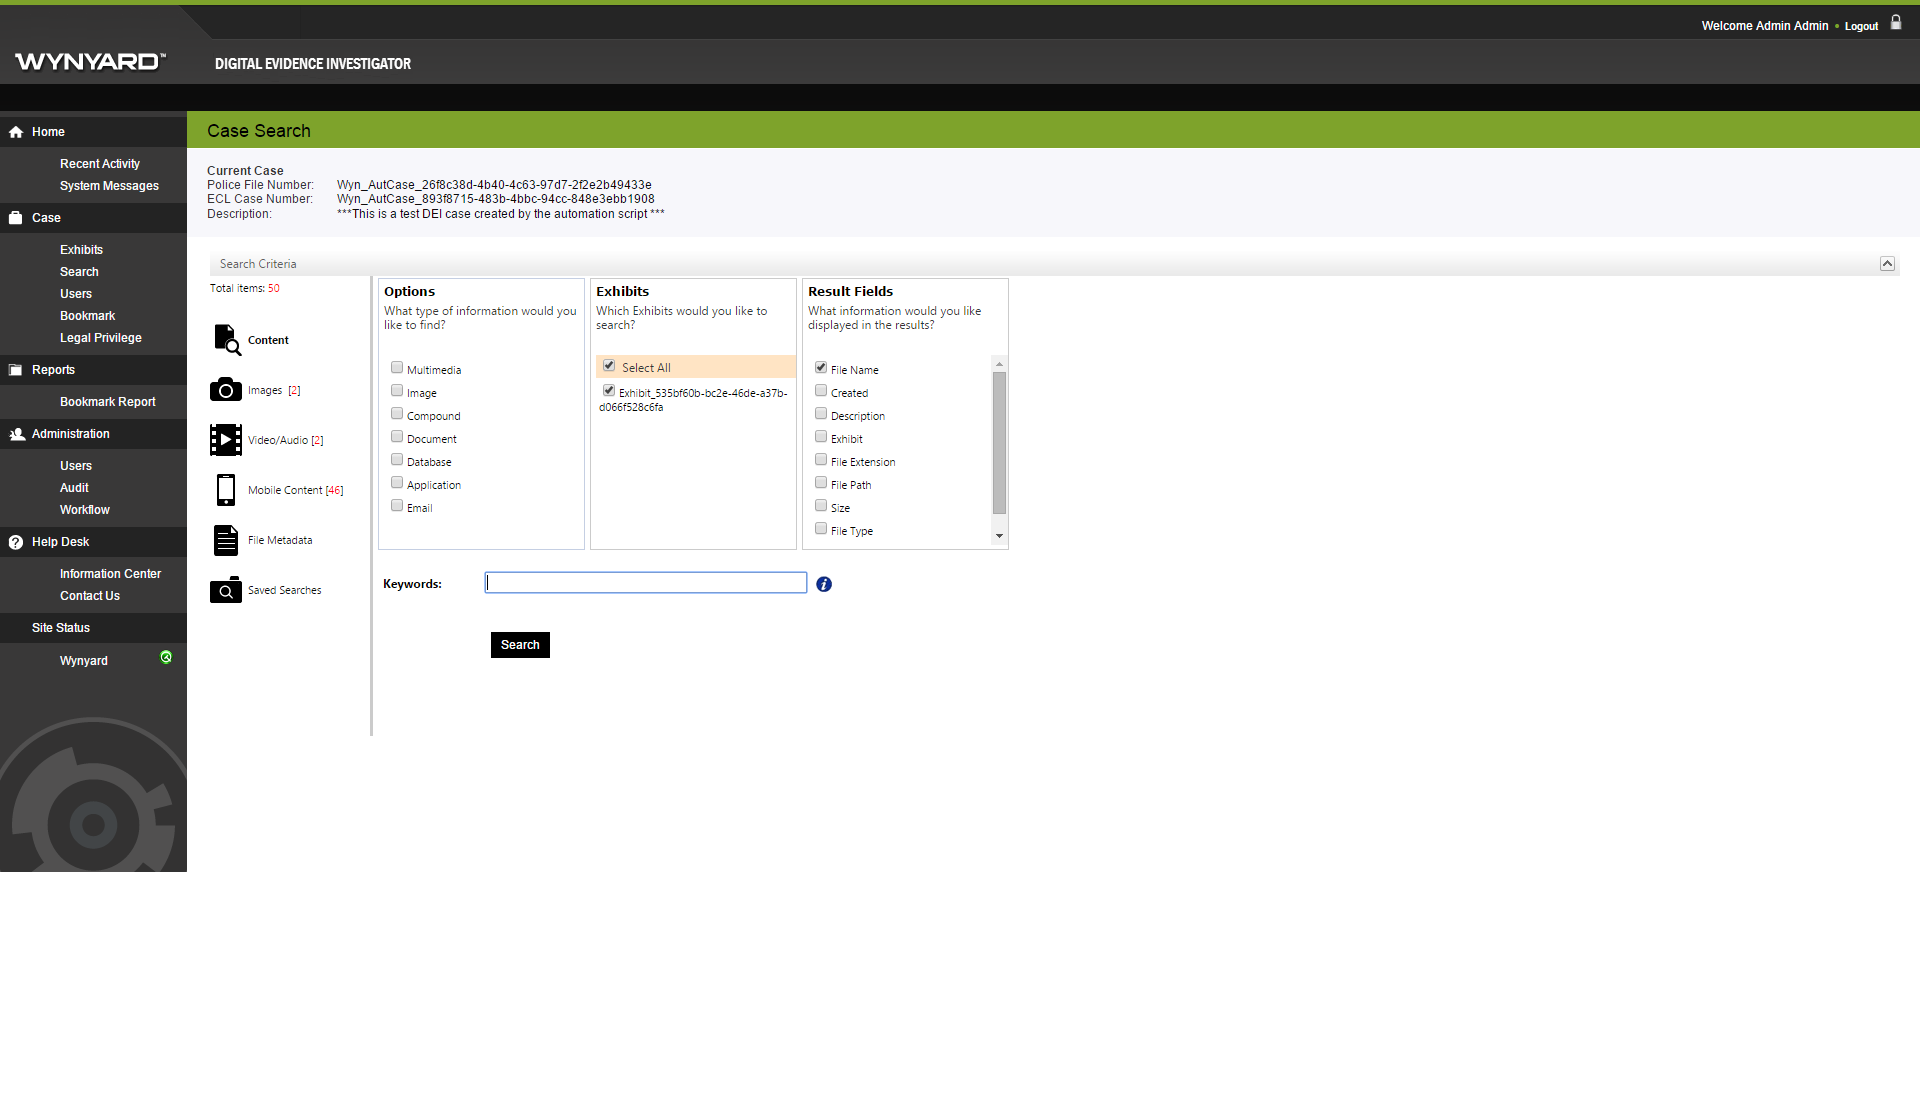 Welcome Admin Admin • Logout
WYNYARD™
DIGITAL EVIDENCE INVESTIGATOR
Home
Recent Activity
System Messages
Case
Exhibits
Search
Users
Bookmark
Legal Privilege
Reports
Bookmark Report
Administration
Users
Audit
Workflow
Help Desk
Information Center
Contact Us
Site Status
Wynyard
Case Search
Current Case
Police File Number: Wyn_AutCase_26f8c38d-4b40-4c63-97d7-2f2e2b49433e
ECL Case Number: Wyn_AutCase_893f8715-483b-4bbc-94cc-848e3ebb1908
Description: ***This is a test DEI case created by the automation script ***
Search Criteria
Total items: 50
Content
Images [2]
Video/Audio [2]
Mobile Content [46]
File Metadata
Saved Searches
Options
What type of information would you
like to find?
Multimedia
Image
Compound
Document
Database
Application
Email
Exhibits
Which Exhibits would you like to
search?
Select All
Exhibit_535bf60b-bc2e-46de-a37b-
d066f528c6fa
Result Fields
What information would you like
displayed in the results?
File Name
Created
Description
Exhibit
File Extension
File Path
Size
File Type
Keywords:
Search